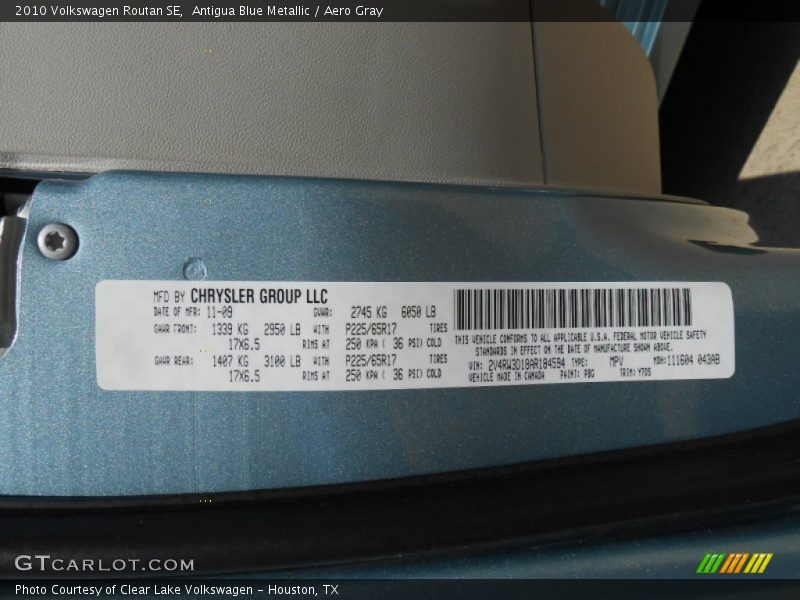 2010 Volkswagen Routan SE, Antigua Blue Metallic / Aero Gray
MFD BY CHRYSLER GROUP LLC
DATE OF MFR: 11-09 GVWR: 2745 KG 6050 LB
GAWR FRONT: 1339 KG 2950 LB WITH P225/65R17 TIRES
17X6.5 RIMS AT 250 KPA ( 36 PSI) COLD
GAWR REAR: 1407 KG 3100 LB WITH P225/65R17 TIRES
17X6.5 RIMS AT 250 KPA ( 36 PSI) COLD
THIS VEHICLE CONFORMS TO ALL APPLICABLE U.S.A. FEDERAL MOTOR VEHICLE SAFETY
STANDARDS IN EFFECT ON THE DATE OF MANUFACTURE SHOWN ABOVE.
VIN: 2V4RW3D18AR184594 TYPE: MPV MDH: 111604 043AB
VEHICLE MADE IN CANADA PAINT: PBG TRIM: Y7DS
GTCARLOT.COM
Photo Courtesy of Clear Lake Volkswagen - Houston, TX